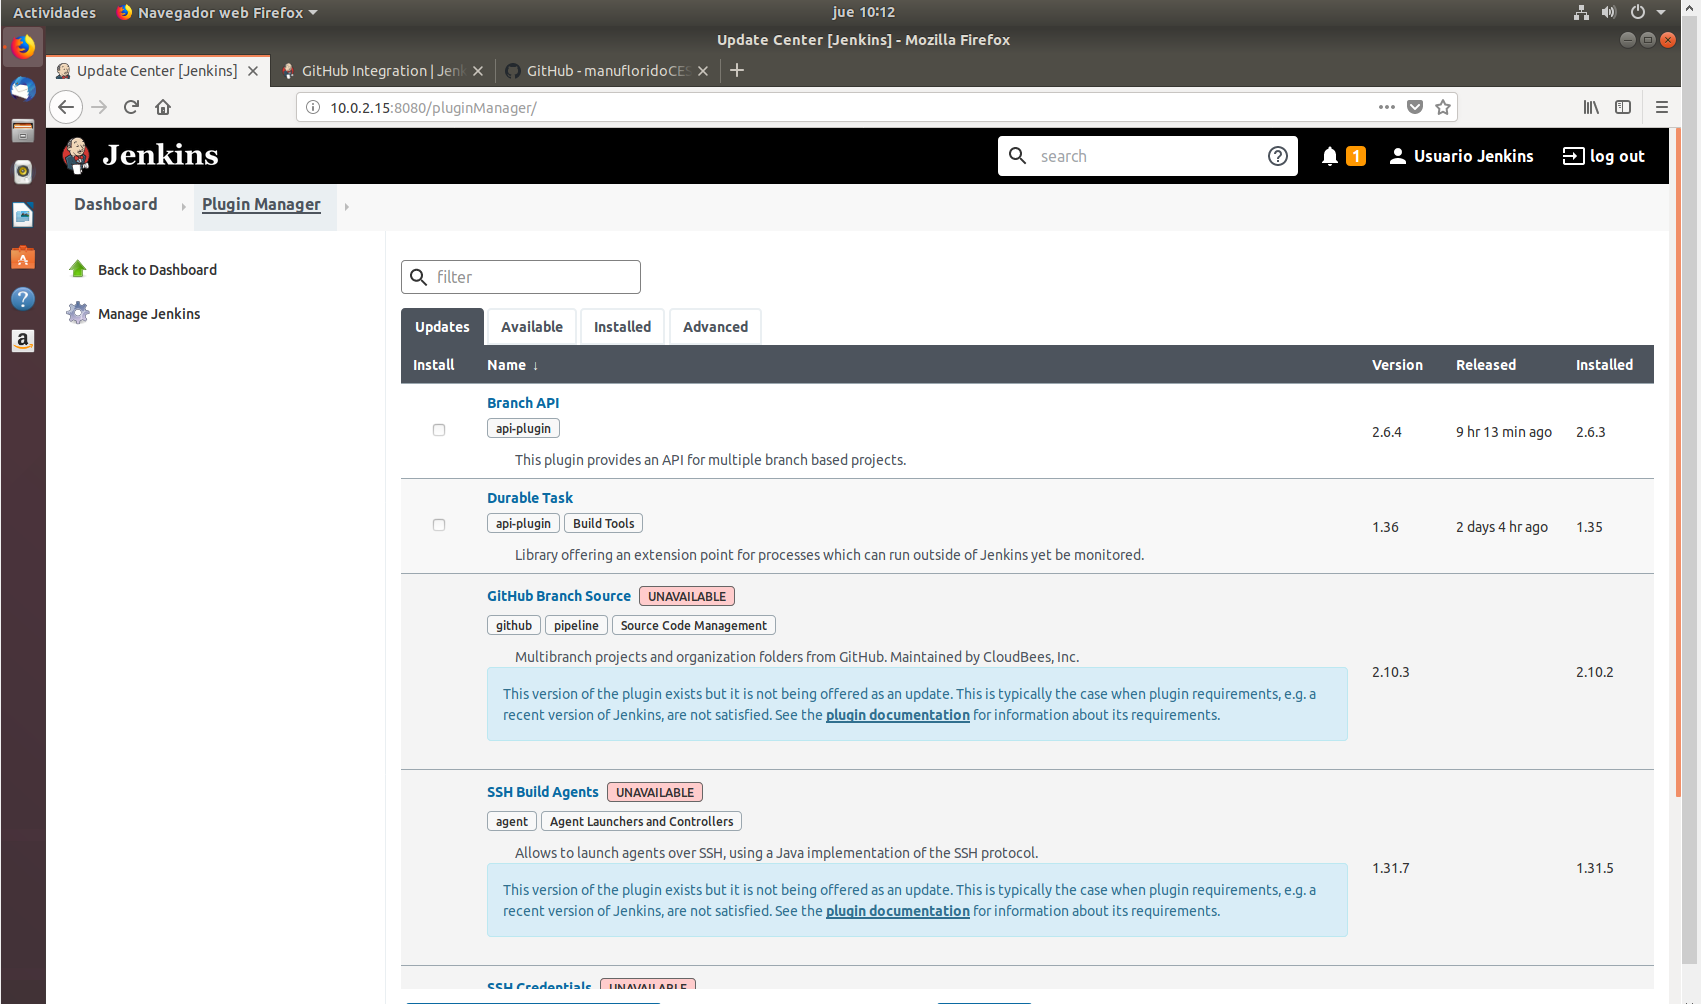 Actividades Navegador web Firefox jue 10:12
Update Center [Jenkins] - Mozilla Firefox
Update Center [Jenkins] GitHub Integration | Jenk GitHub - manufloridoCES
10.0.2.15:8080/pluginManager/
Jenkins search 1 Usuario Jenkins log out
Dashboard Plugin Manager
Back to Dashboard
Manage Jenkins
filter
Updates Available Installed Advanced
Install Name ↓ Version Released Installed
Branch API
api-plugin
2.6.4 9 hr 13 min ago 2.6.3
This plugin provides an API for multiple branch based projects.
Durable Task
api-plugin Build Tools
1.36 2 days 4 hr ago 1.35
Library offering an extension point for processes which can run outside of Jenkins yet be monitored.
GitHub Branch Source UNAVAILABLE
github pipeline Source Code Management
Multibranch projects and organization folders from GitHub. Maintained by CloudBees, Inc.
2.10.3 2.10.2
This version of the plugin exists but it is not being offered as an update. This is typically the case when plugin requirements, e.g. a
recent version of Jenkins, are not satisfied. See the plugin documentation for information about its requirements.
SSH Build Agents UNAVAILABLE
agent Agent Launchers and Controllers
Allows to launch agents over SSH, using a Java implementation of the SSH protocol.
1.31.7 1.31.5
This version of the plugin exists but it is not being offered as an update. This is typically the case when plugin requirements, e.g. a
recent version of Jenkins, are not satisfied. See the plugin documentation for information about its requirements.
SSH Credentials UNAVAILABLE